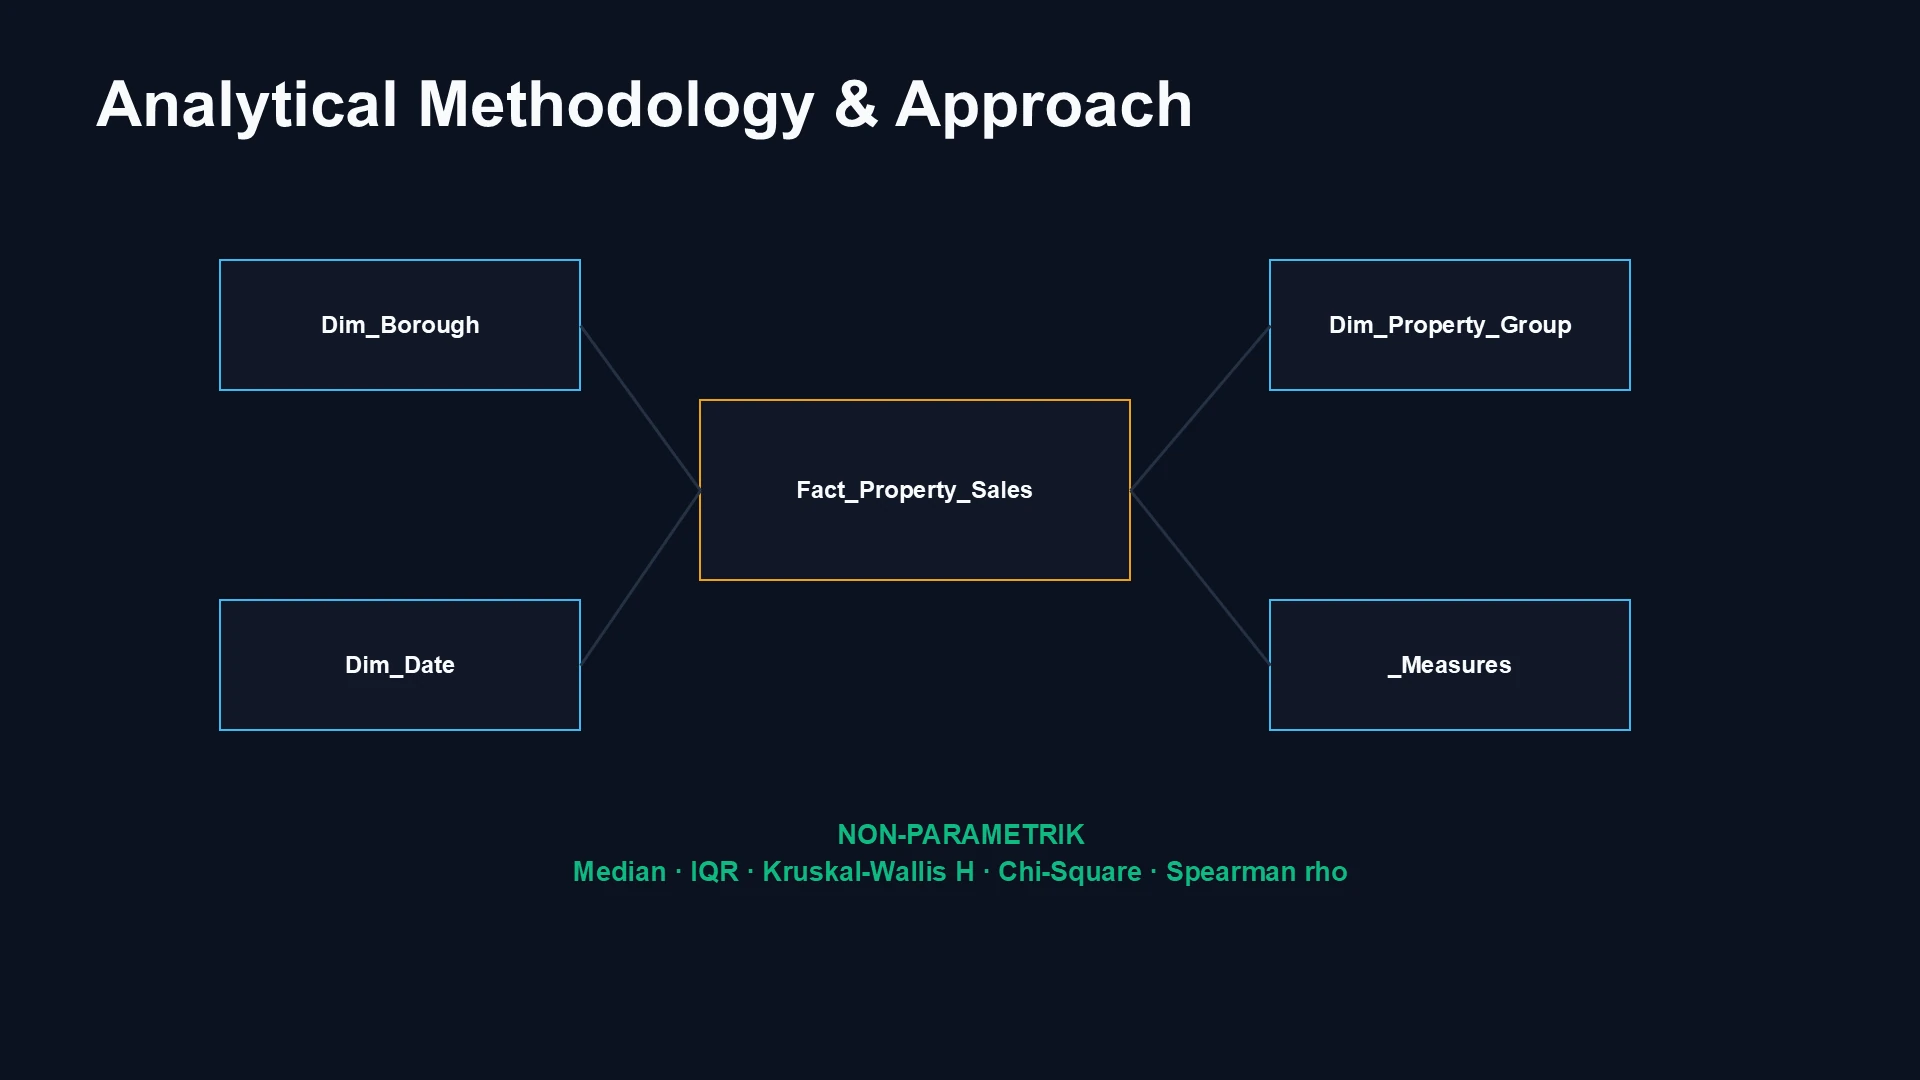 Analytical Methodology & Approach
Dim_Borough
Dim_Property_Group
Fact_Property_Sales
Dim_Date
_Measures
NON-PARAMETRIK
Median · IQR · Kruskal-Wallis H · Chi-Square · Spearman rho